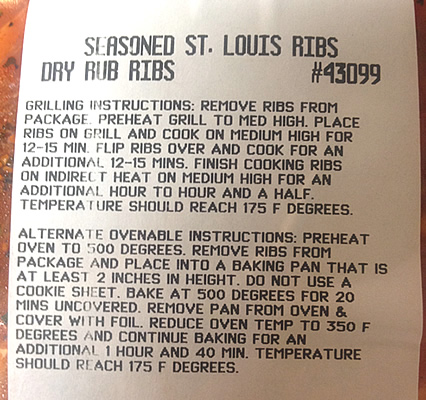 SEASONED ST. LOUIS RIBS
DRY RUB RIBS #43099
GRILLING INSTRUCTIONS: REMOVE RIBS FROM
PACKAGE. PREHEAT GRILL TO MED HIGH. PLACE
RIBS ON GRILL AND COOK ON MEDIUM HIGH FOR
12-15 MIN. FLIP RIBS OVER AND COOK FOR AN
ADDITIONAL 12-15 MINS. FINISH COOKING RIBS
ON INDIRECT HEAT ON MEDIUM HIGH FOR AN
ADDITIONAL HOUR TO HOUR AND A HALF.
TEMPERATURE SHOULD REACH 175 F DEGREES.
ALTERNATE OVENABLE INSTRUCTIONS: PREHEAT
OVEN TO 500 DEGREES. REMOVE RIBS FROM
PACKAGE AND PLACE INTO A BAKING PAN THAT IS
AT LEAST 2 INCHES IN HEIGHT. DO NOT USE A
COOKIE SHEET. BAKE AT 500 DEGREES FOR 20
MINS UNCOVERED. REMOVE PAN FROM OVEN &
COVER WITH FOIL. REDUCE OVEN TEMP TO 350 F
DEGREES AND CONTINUE BAKING FOR AN
ADDITIONAL 1 HOUR AND 40 MIN. TEMPERATURE
SHOULD REACH 175 F DEGREES.